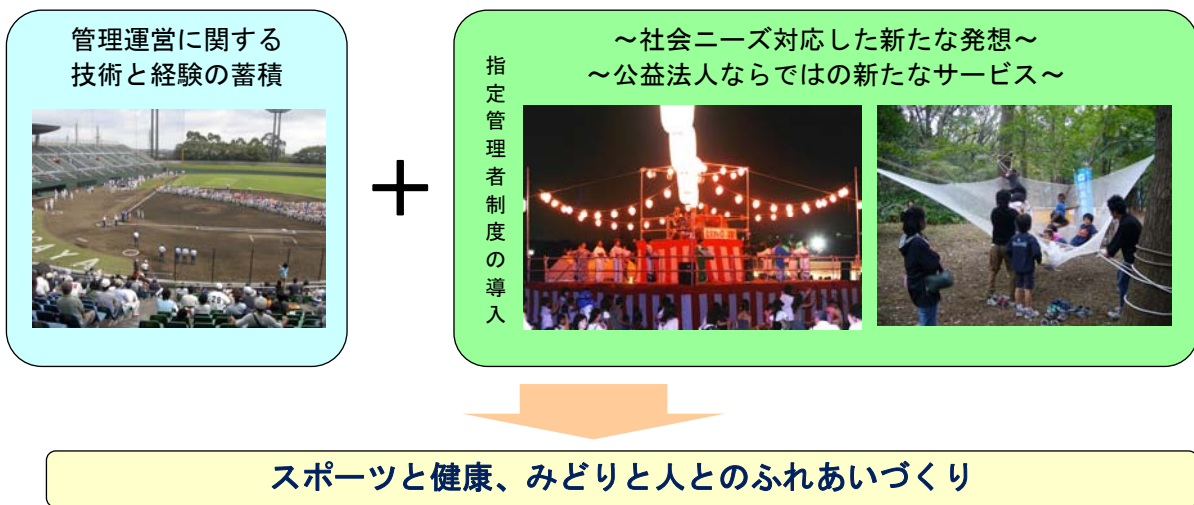 管理運営に関する
技術と経験の蓄積
+
指定管理者制度の導入
～社会ニーズ対応した新たな発想～
～公益法人ならではの新たなサービス～
スポーツと健康、みどりと人とのふれあいづくり